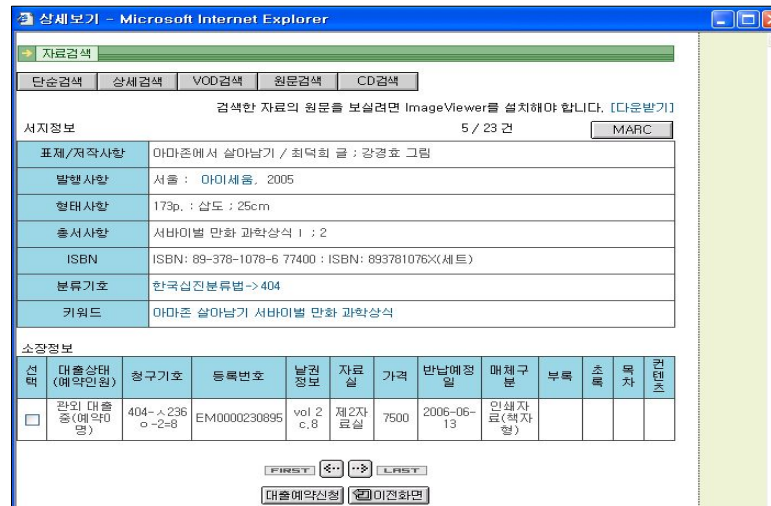 상세보기 - Microsoft Internet Explorer
자료검색
단순검색 상세검색 VOD검색 원문검색 CD검색
검색한 자료의 원문을 보실려면 ImageViewer를 설치해야 합니다. [다운받기]
서지정보 5 / 23 건 MARC
표제/저작사항 아마존에서 살아남기 / 최덕희 글 ; 강경효 그림
발행사항 서울 : 아이세움, 2005
형태사항 173p. : 삽도 ; 25cm
총서사항 서바이벌 만화 과학상식 I ; 2
ISBN ISBN: 89-378-1078-6 77400 : ISBN: 893781076X(세트)
분류기호 한국십진분류법->404
키워드 아마존 살아남기 서바이벌 만화 과학상식
소장정보
선택 대출상태(예약인원) 청구기호 등록번호 낱권정보 자료실 가격 반납예정일 매체구분 부록 초록 목차 컨텐츠
관외 대출중(예약0명) 404-ㅅ236ㅇ-2=8 EM0000230895 vol 2 c.8 제2자료실 7500 2006-06-13 인쇄자료(책자형)
FIRST LAST
대출예약신청 이전화면